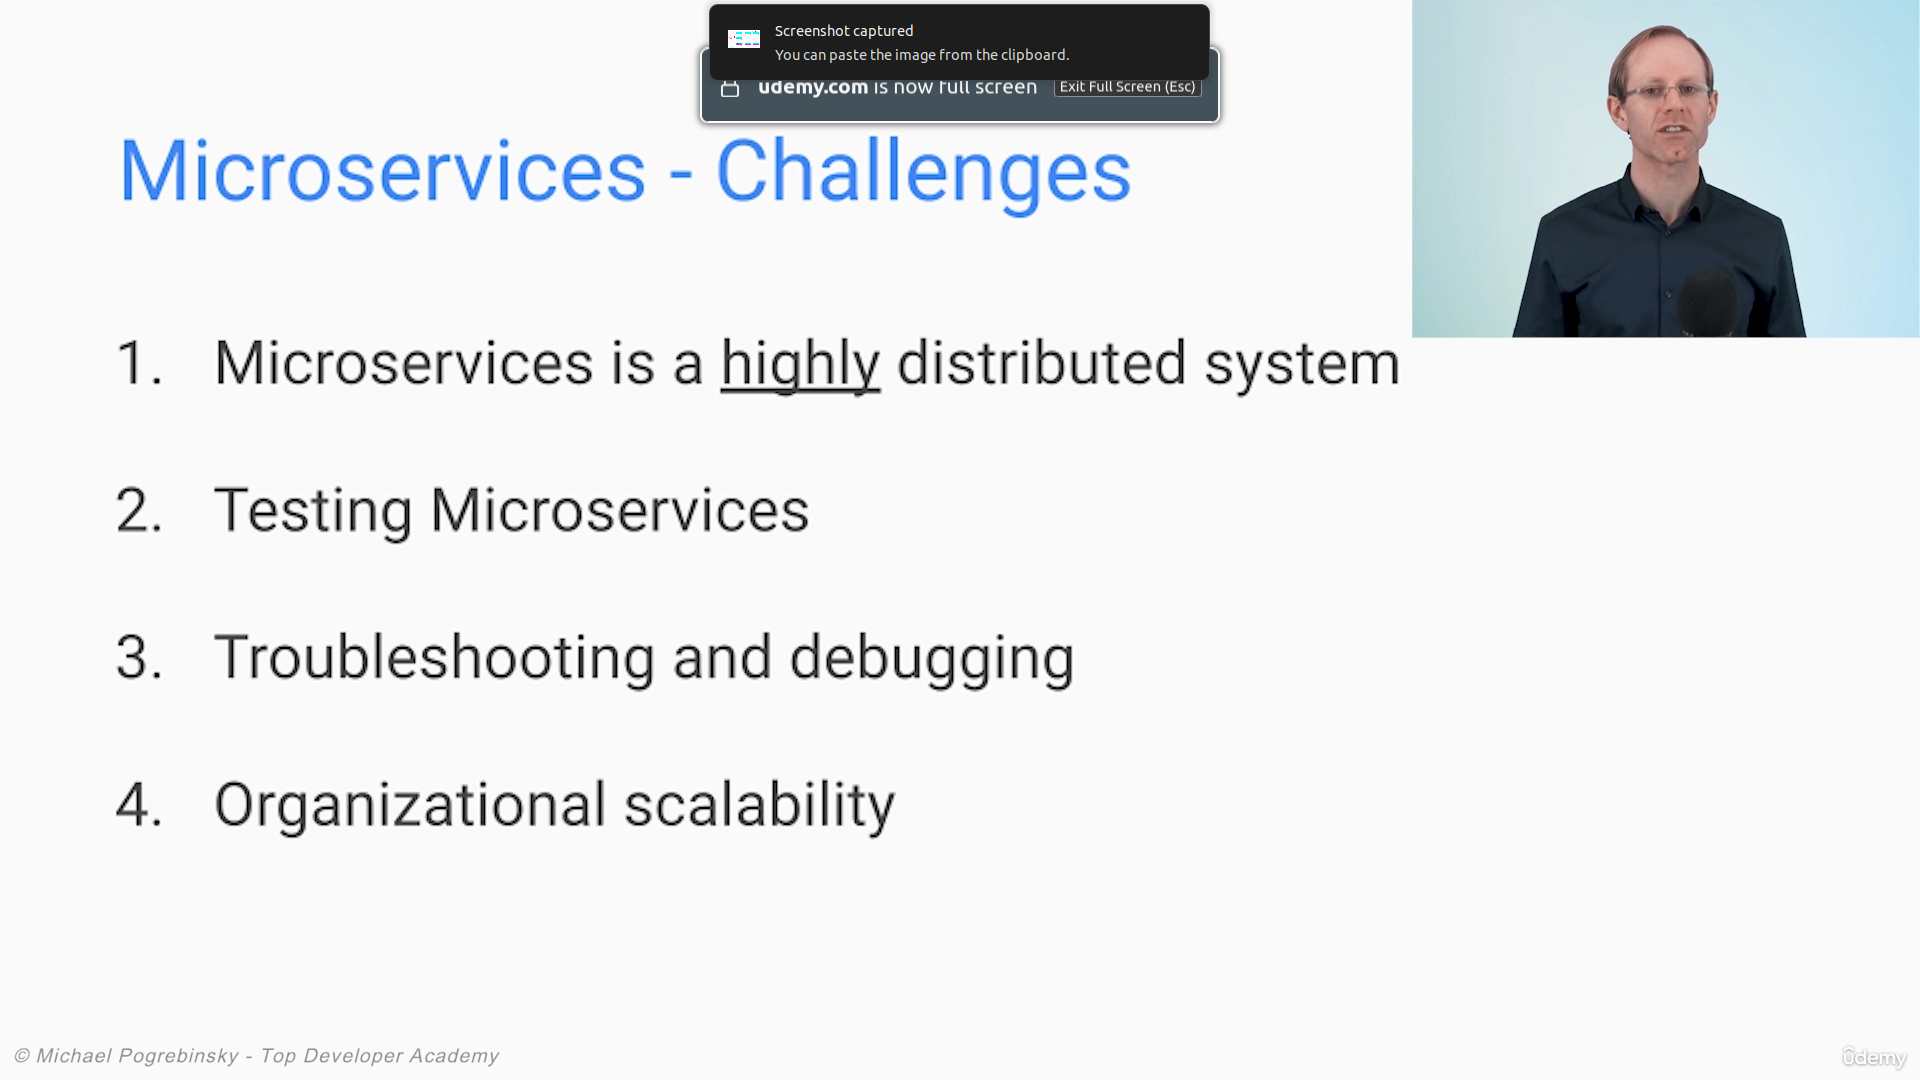 Screenshot captured
You can paste the image from the clipboard.
udemy.com is now full screen Exit Full Screen (Esc)
Microservices - Challenges
1. Microservices is a highly distributed system
2. Testing Microservices
3. Troubleshooting and debugging
4. Organizational scalability
© Michael Pogrebinsky - Top Developer Academy
ûdemy